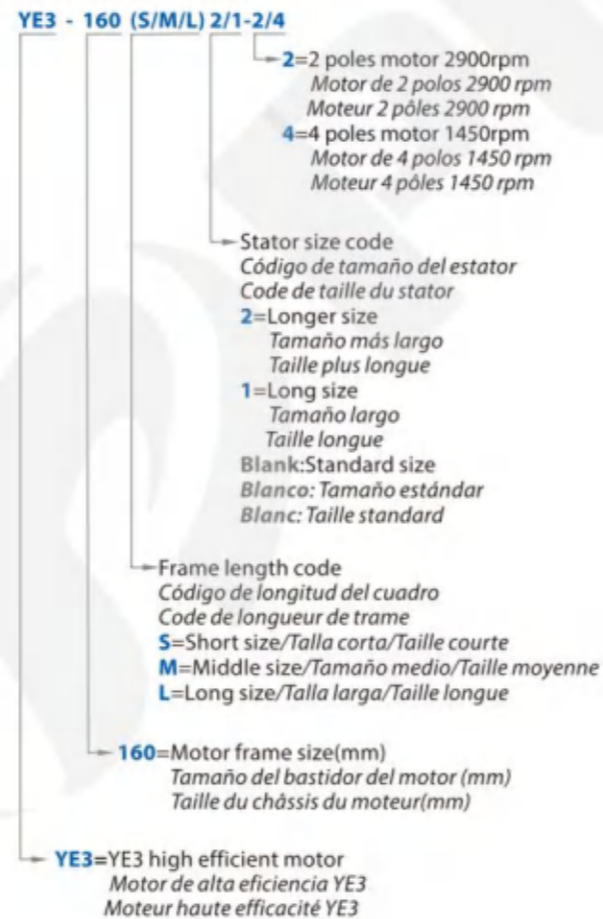 YE3 - 160 (S/M/L) 2/1-2/4
2=2 poles motor 2900rpm
Motor de 2 polos 2900 rpm
Moteur 2 pôles 2900 rpm
4=4 poles motor 1450rpm
Motor de 4 polos 1450 rpm
Moteur 4 pôles 1450 rpm
Stator size code
Código de tamaño del estator
Code de taille du stator
2=Longer size
Tamaño más largo
Taille plus longue
1=Long size
Tamaño largo
Taille longue
Blank:Standard size
Blanco: Tamaño estándar
Blanc: Taille standard
Frame length code
Código de longitud del cuadro
Code de longueur de trame
S=Short size/Talla corta/Taille courte
M=Middle size/Tamaño medio/Taille moyenne
L=Long size/Talla larga/Taille longue
160=Motor frame size(mm)
Tamaño del bastidor del motor (mm)
Taille du châssis du moteur(mm)
YE3=YE3 high efficient motor
Motor de alta eficiencia YE3
Moteur haute efficacité YE3